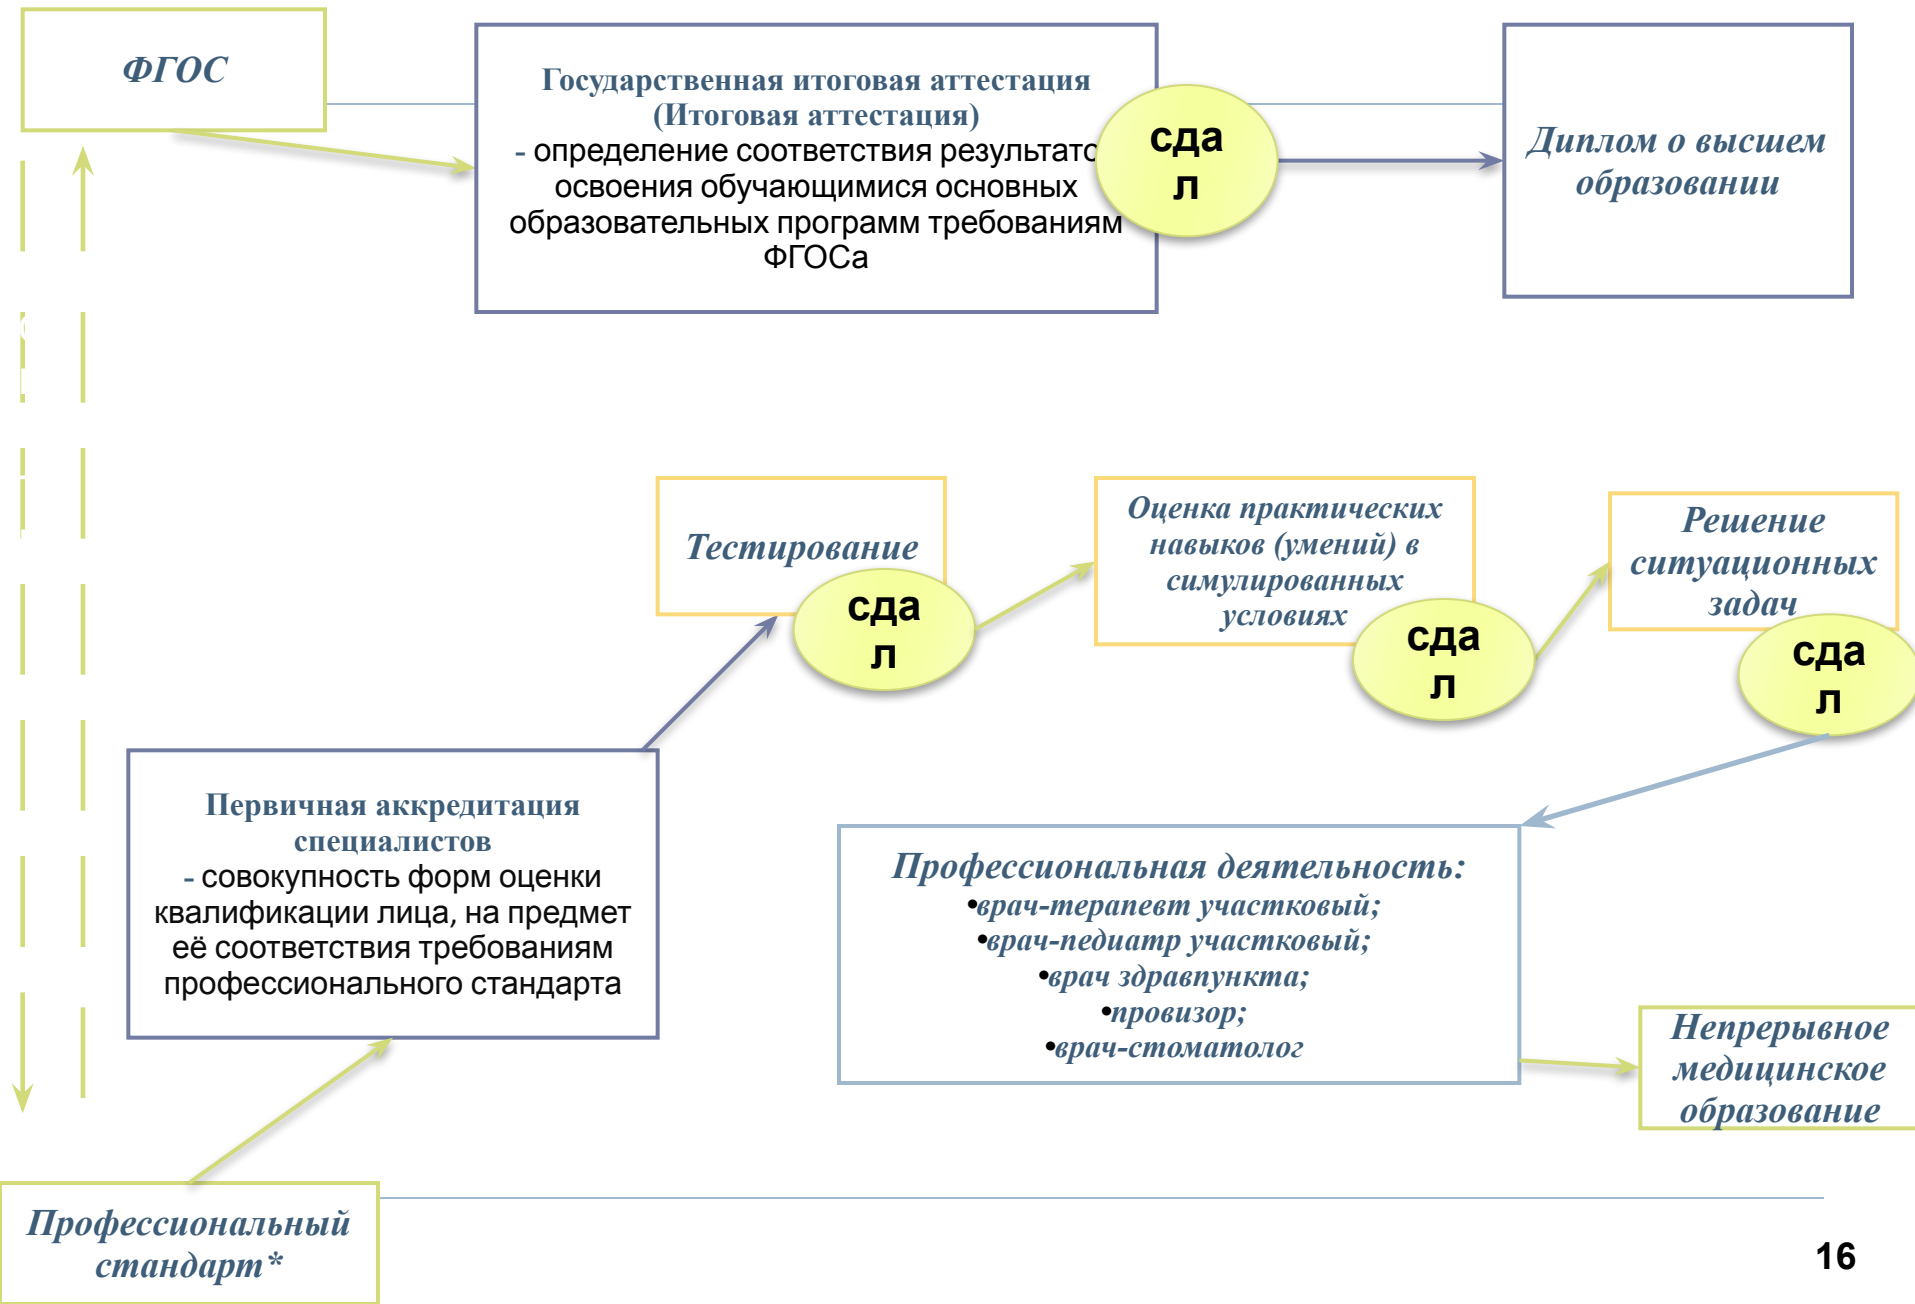 ФГОС
Государственная итоговая аттестация
(Итоговая аттестация)
- определение соответствия результато
освоения обучающимися основных
образовательных программ требованиям
ФГОСа
сда
л
Диплом о высшем
образовании
Тестирование
сда
л
Оценка практических
навыков (умений) в
симулированных
условиях
сда
л
Решение
ситуационных
задач
сда
л
Первичная аккредитация
специалистов
- совокупность форм оценки
квалификации лица, на предмет
её соответствия требованиям
профессионального стандарта
Профессиональная деятельность:
•врач-терапевт участковый;
•врач-педиатр участковый;
•врач здравпункта;
•провизор;
•врач-стоматолог
Непрерывное
медицинское
образование
Профессиональный
стандарт*
16